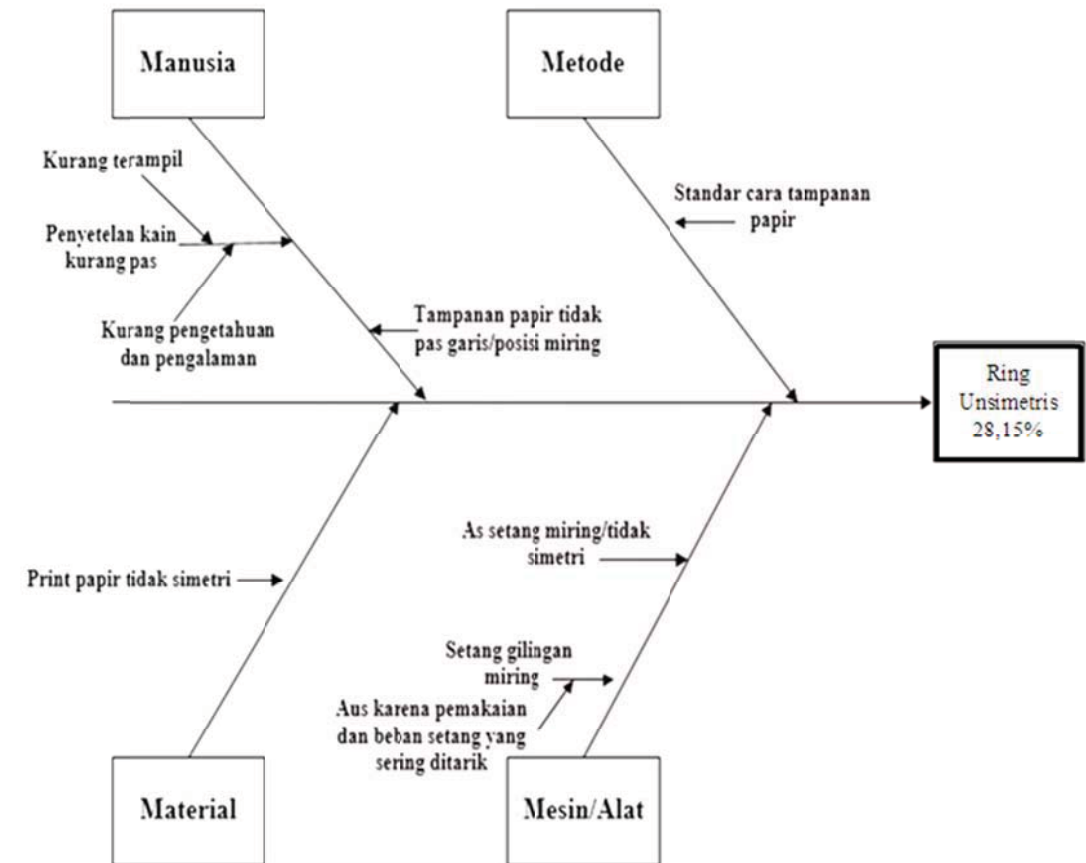 Manusia
Metode
Kurang terampil
Penyetelan kain
kurang pas
Kurang pengetahuan
dan pengalaman
Tampanan papir tidak
pas garis/posisi miring
Standar cara tampanan
papir
Ring
Unsimetris
28,15%
Print papir tidak simetri
As setang miring/tidak
simetri
Setang gilingan
miring
Aus karena pemakaian
dan beban setang yang
sering ditarik
Material
Mesin/Alat